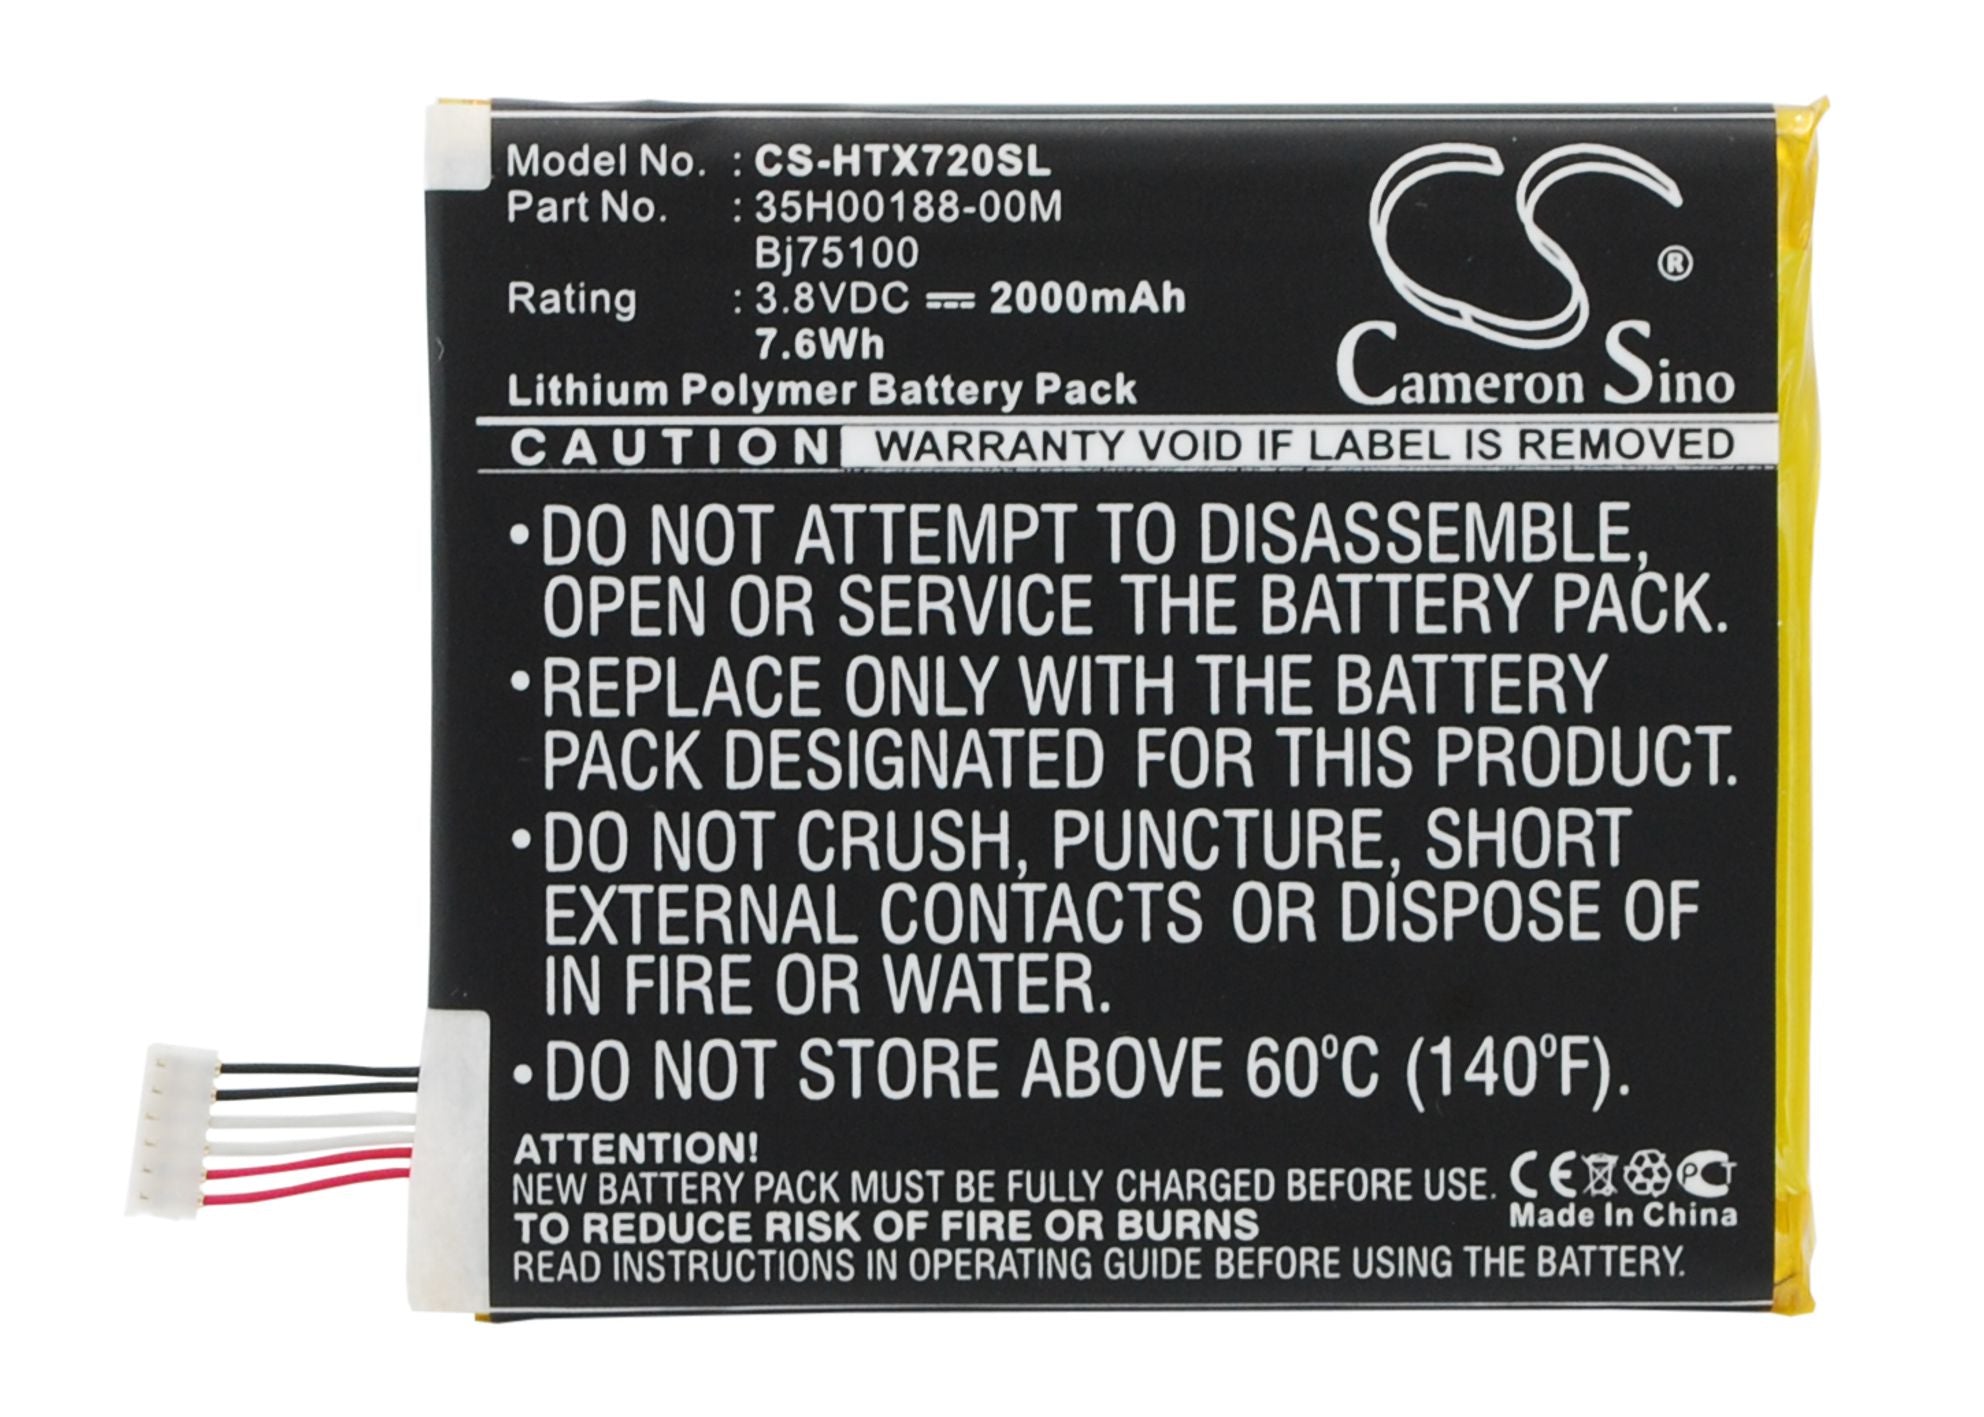 Model No. : CS-HTX720SL
Part No. : 35H00188-00M
Bj75100
Rating : 3.8VDC ⎓ 2000mAh
7.6Wh
Lithium Polymer Battery Pack
CS ®
Cameron Sino
CAUTION WARRANTY VOID IF LABEL IS REMOVED
•DO NOT ATTEMPT TO DISASSEMBLE,
OPEN OR SERVICE THE BATTERY PACK.
•REPLACE ONLY WITH THE BATTERY
PACK DESIGNATED FOR THIS PRODUCT.
•DO NOT CRUSH, PUNCTURE, SHORT
EXTERNAL CONTACTS OR DISPOSE OF
IN FIRE OR WATER.
•DO NOT STORE ABOVE 60°C (140°F).
ATTENTION!
NEW BATTERY PACK MUST BE FULLY CHARGED BEFORE USE.
TO REDUCE RISK OF FIRE OR BURNS
READ INSTRUCTIONS IN OPERATING GUIDE BEFORE USING THE BATTERY.
CE PCT
Made In China